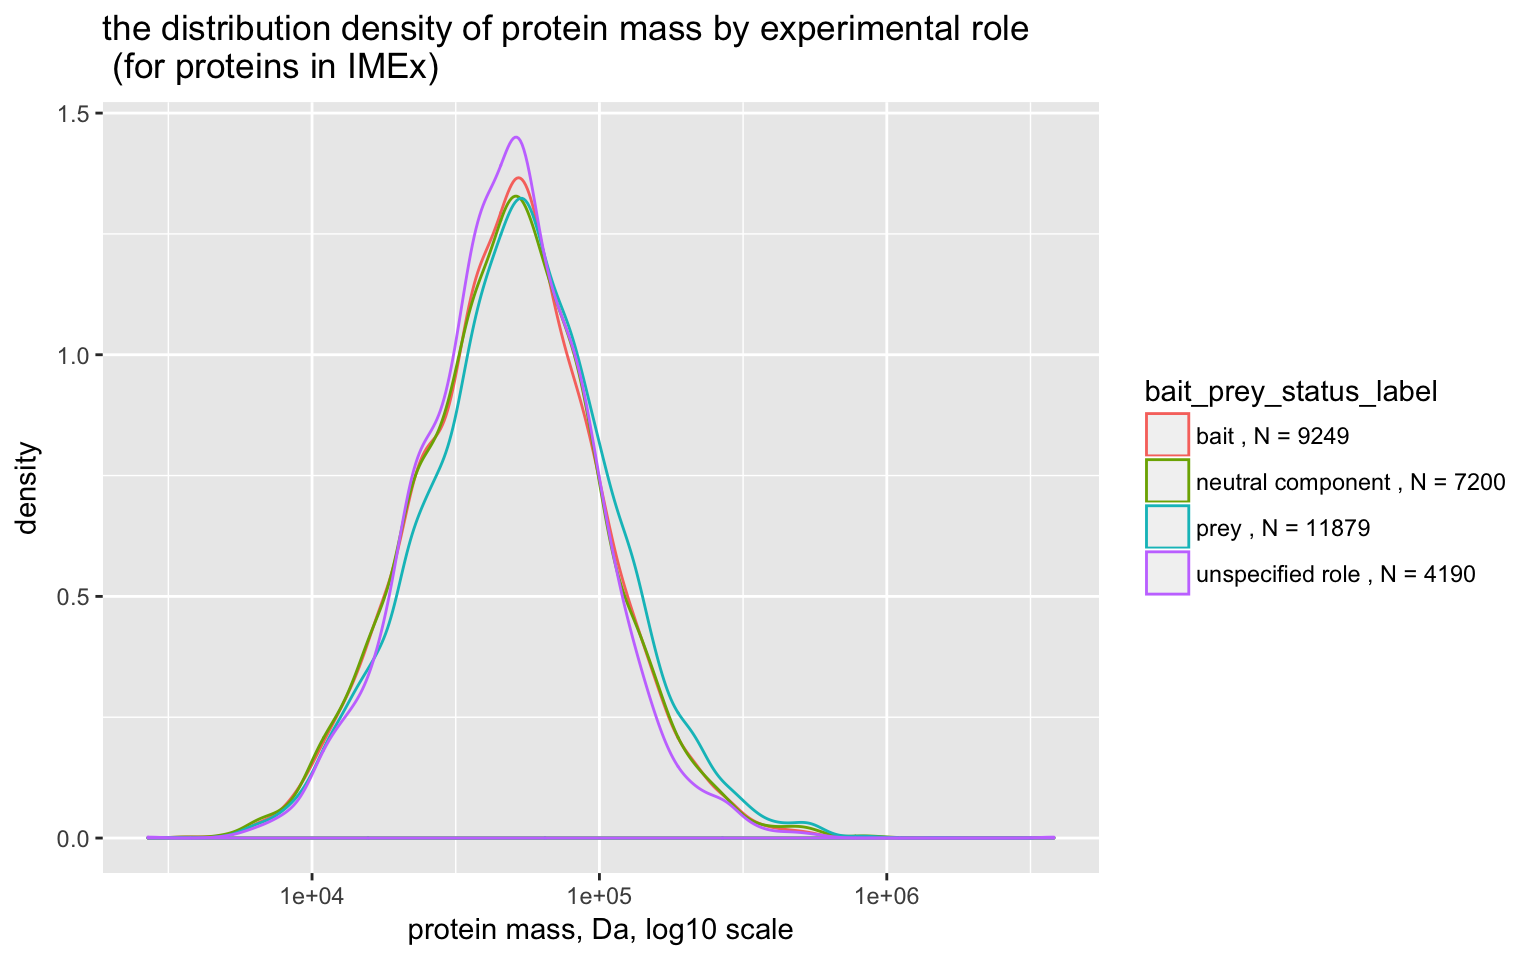 the distribution density of protein mass by experimental role
(for proteins in IMEx)
1.5
1.0
0.5
0.0
density
1e+04
1e+05
1e+06
protein mass, Da, log10 scale
bait_prey_status_label
bait , N = 9249
neutral component , N = 7200
prey , N = 11879
unspecified role , N = 4190